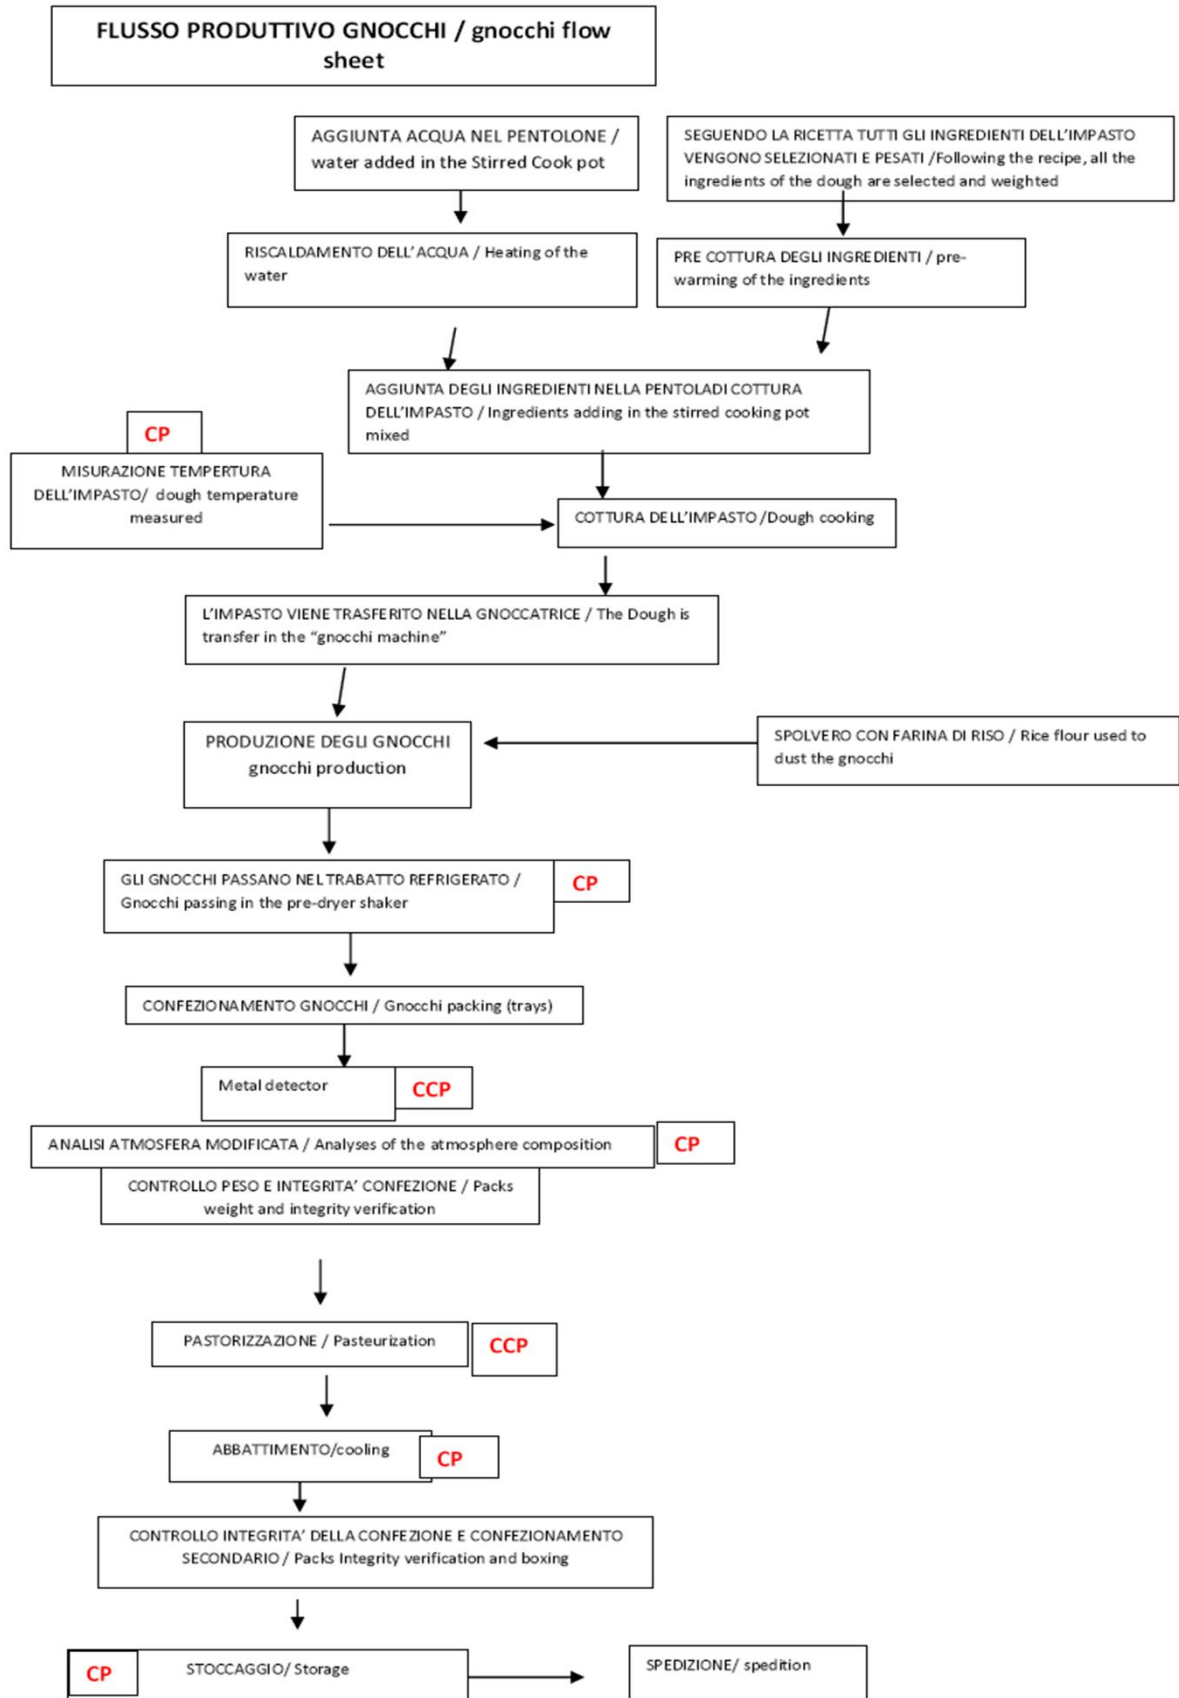 FLUSSO PRODUTTIVO GNOCCHI / gnocchi flow
sheet
AGGIUNTA ACQUA NEL PENTOLONE /
water added in the Stirred Cook pot
SEGUENDO LA RICETTA TUTTI GLI INGREDIENTI DELL'IMPASTO
VENGONO SELEZIONATI E PESATI /Following the recipe, all the
ingredients of the dough are selected and weighted
RISCALDAMENTO DELL'ACQUA / Heating of the
water
PRE COTTURA DEGLI INGREDIENTI / pre-
warming of the ingredients
AGGIUNTA DEGLI INGREDIENTI NELLA PENTOLADI COTTURA
DELL'IMPASTO / Ingredients adding in the stirred cooking pot
mixed
CP
MISURAZIONE TEMPERTURA
DELL'IMPASTO/ dough temperature
measured
COTTURA DELL'IMPASTO /Dough cooking
L'IMPASTO VIENE TRASFERITO NELLA GNOCCATRICE / The Dough is
transfer in the "gnocchi machine"
PRODUZIONE DEGLI GNOCCHI
gnocchi production
SPOLVERO CON FARINA DI RISO / Rice flour used to
dust the gnocchi
GLI GNOCCHI PASSANO NEL TRABATTO REFRIGERATO /
Gnocchi passing in the pre-dryer shaker
CP
CONFEZIONAMENTO GNOCCHI / Gnocchi packing (trays)
Metal detector
CCP
ANALISI ATMOSFERA MODIFICATA / Analyses of the atmosphere composition
CP
CONTROLLO PESO E INTEGRITA' CONFEZIONE / Packs
weight and integrity verification
PASTORIZZAZIONE / Pasteurization
CCP
ABBATTIMENTO/cooling
CP
CONTROLLO INTEGRITA' DELLA CONFEZIONE E CONFEZIONAMENTO
SECONDARIO / Packs Integrity verification and boxing
CP
STOCCAGGIO/ Storage
SPEDIZIONE/ spedition